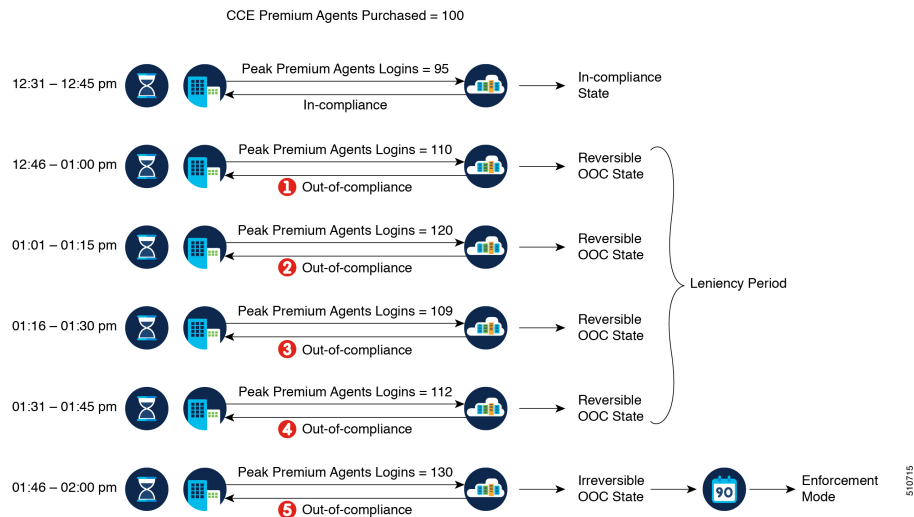 CCE Premium Agents Purchased = 100
12:31 – 12:45 pm
Peak Premium Agents Logins = 95
In-compliance
In-compliance
State
12:46 – 01:00 pm
Peak Premium Agents Logins = 110
1 Out-of-compliance
Reversible
OOC State
01:01 – 01:15 pm
Peak Premium Agents Logins = 120
2 Out-of-compliance
Reversible
OOC State
Leniency Period
01:16 – 01:30 pm
Peak Premium Agents Logins = 109
3 Out-of-compliance
Reversible
OOC State
01:31 – 01:45 pm
Peak Premium Agents Logins = 112
4 Out-of-compliance
Reversible
OOC State
01:46 – 02:00 pm
Peak Premium Agents Logins = 130
5 Out-of-compliance
Irreversible
OOC State
90
Enforcement
Mode
510715